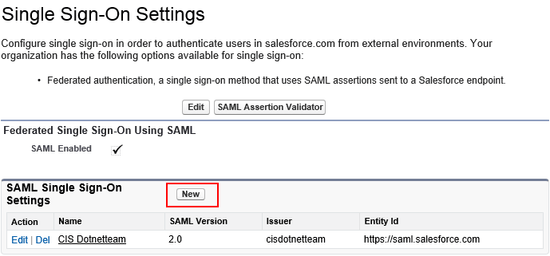 Single Sign-On Settings
Configure single sign-on in order to authenticate users in salesforce.com from external environments. Your
organization has the following options available for single sign-on:
• Federated authentication, a single sign-on method that uses SAML assertions sent to a Salesforce endpoint.
Edit SAML Assertion Validator
Federated Single Sign-On Using SAML
SAML Enabled ✓
SAML Single Sign-On
Settings
New
Action Name SAML Version Issuer Entity Id
Edit | Del CIS Dotnetteam 2.0 cisdotnetteam https://saml.salesforce.com